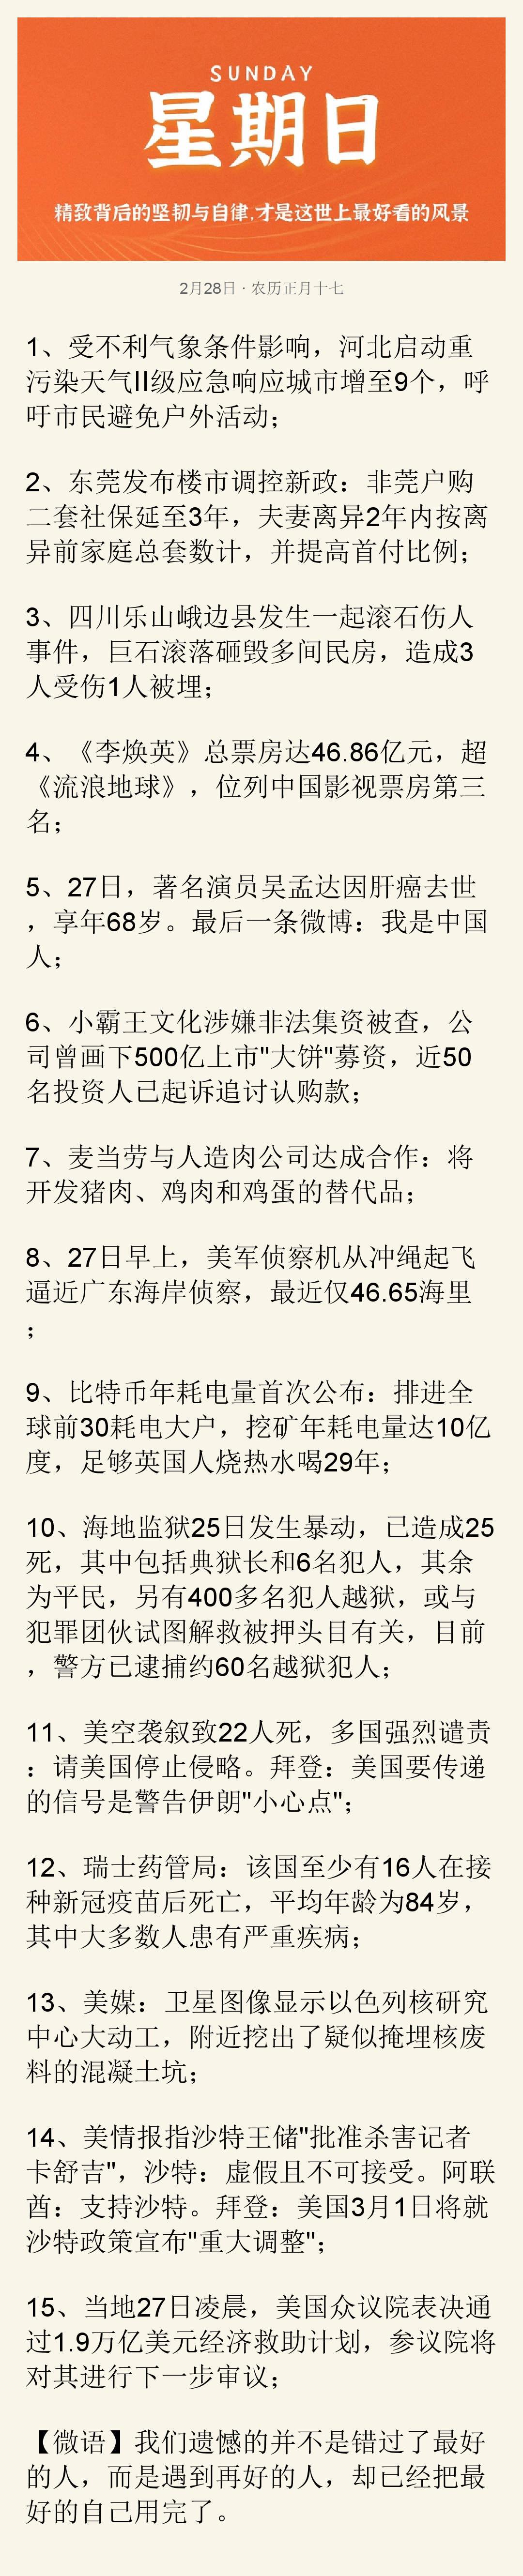 SUNDAY
星期日
精致背后的坚韧与自律,才是这世上最好看的风景
2月28日 · 农历正月十七
1、受不利气象条件影响，河北启动重
污染天气II级应急响应城市增至9个，呼
吁市民避免户外活动；
2、东莞发布楼市调控新政：非莞户购
二套社保延至3年，夫妻离异2年内按离
异前家庭总套数计，并提高首付比例；
3、四川乐山峨边县发生一起滚石伤人
事件，巨石滚落砸毁多间民房，造成3
人受伤1人被埋；
4、《李焕英》总票房达46.86亿元，超
《流浪地球》，位列中国影视票房第三
名；
5、27日，著名演员吴孟达因肝癌去世
，享年68岁。最后一条微博：我是中国
人；
6、小霸王文化涉嫌非法集资被查，公
司曾画下500亿上市"大饼"募资，近50
名投资人已起诉追讨认购款；
7、麦当劳与人造肉公司达成合作：将
开发猪肉、鸡肉和鸡蛋的替代品；
8、27日早上，美军侦察机从冲绳起飞
逼近广东海岸侦察，最近仅46.65海里
；
9、比特币年耗电量首次公布：排进全
球前30耗电大户，挖矿年耗电量达10亿
度，足够英国人烧热水喝29年；
10、海地监狱25日发生暴动，已造成25
死，其中包括典狱长和6名犯人，其余
为平民，另有400多名犯人越狱，或与
犯罪团伙试图解救被押头目有关，目前
，警方已逮捕约60名越狱犯人；
11、美空袭叙致22人死，多国强烈谴责
：请美国停止侵略。拜登：美国要传递
的信号是警告伊朗"小心点"；
12、瑞士药管局：该国至少有16人在接
种新冠疫苗后死亡，平均年龄为84岁，
其中大多数人患有严重疾病；
13、美媒：卫星图像显示以色列核研究
中心大动工，附近挖出了疑似掩埋核废
料的混凝土坑；
14、美情报指沙特王储"批准杀害记者
卡舒吉"，沙特：虚假且不可接受。阿联
酋：支持沙特。拜登：美国3月1日将就
沙特政策宣布"重大调整"；
15、当地27日凌晨，美国众议院表决通
过1.9万亿美元经济救助计划，参议院将
对其进行下一步审议；
【微语】我们遗憾的并不是错过了最好
的人，而是遇到再好的人，却已经把最
好的自己用完了。